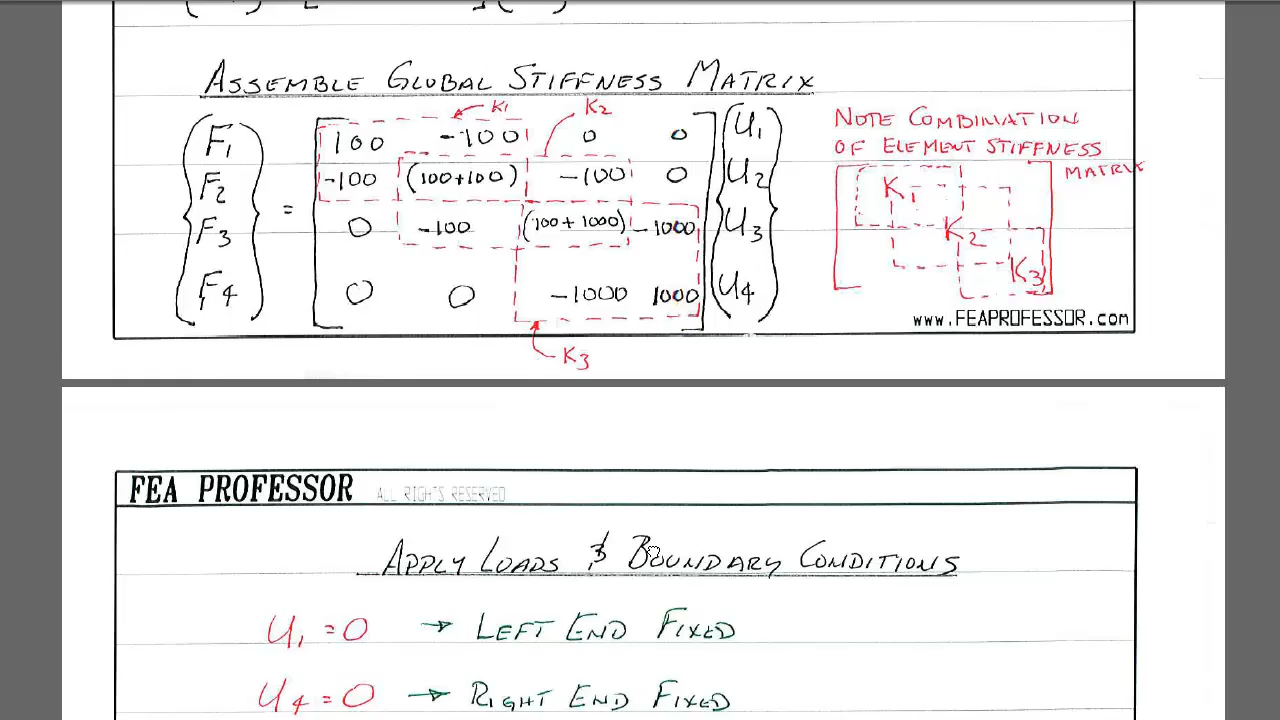 ASSEMBLE GLOBAL STIFFNESS MATRIX
K1 K2
F1 100 -100 0 0 U1
F2 = -100 (100+100) -100 0 U2
F3 0 -100 (100+1000) -1000 U3
F4 0 0 -1000 1000 U4
K3
NOTE COMBINATION
OF ELEMENT STIFFNESS
MATRIX
K1
K2
K3
www.FEAPROFESSOR.com
FEA PROFESSOR ALL RIGHTS RESERVED
APPLY LOADS & BOUNDARY CONDITIONS
U1 = 0 → LEFT END FIXED
U4 = 0 → RIGHT END FIXED